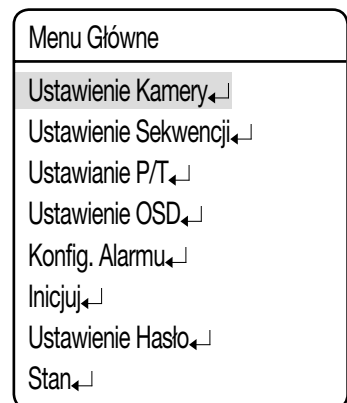 Menu Główne
Ustawienie Kamery↵
Ustawienie Sekwencji↵
Ustawianie P/T↵
Ustawienie OSD↵
Konfig. Alarmu↵
Inicjuj↵
Ustawienie Hasło↵
Stan↵